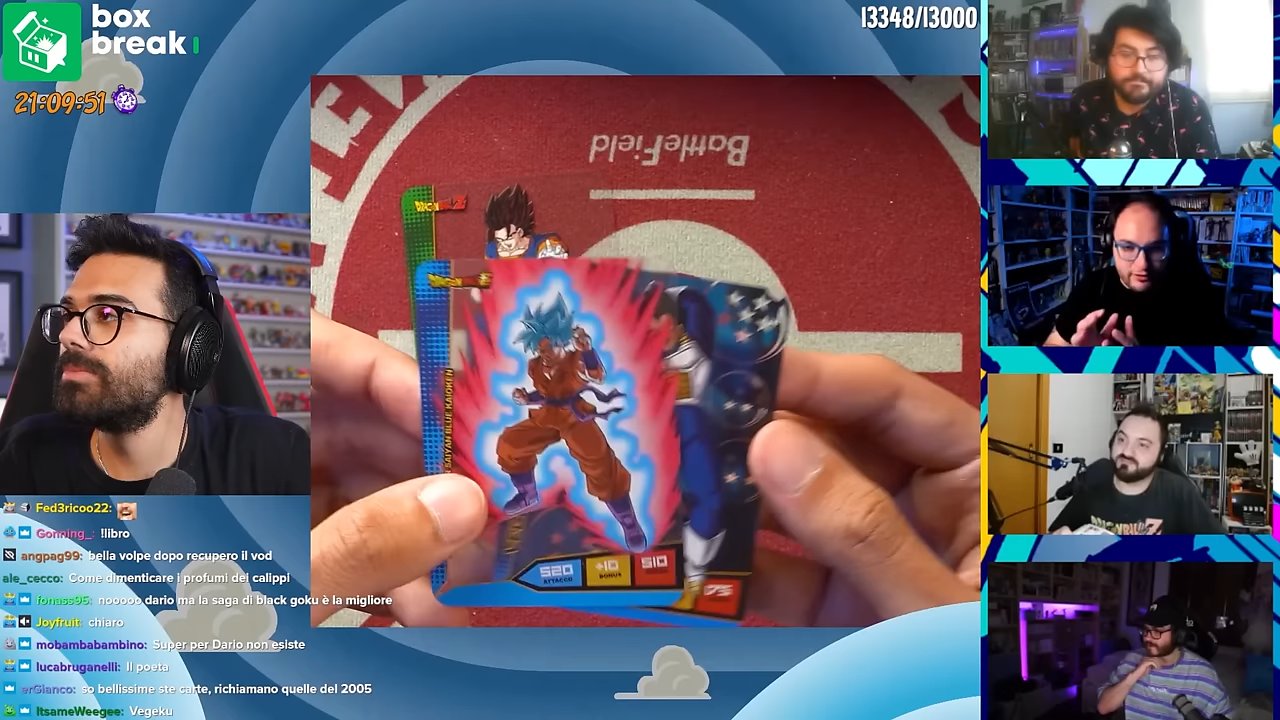 box
break
13348/13000
21:09:51
BattleField
DRAGON BALL Z
SAIYAN BLUE KAIOKEN
520
ATTACCO
+10
BONUS
510
75
Fed3ricoo22:
Gonning_: !libro
angpag99: bella volpe dopo recupero il vod
ale_cecco: Come dimenticare i profumi dei calippi
fonass95: nooooo dario ma la saga di black goku è la migliore
Joyfruit: chiaro
mobambabambino: Super per Dario non esiste
lucabruganelli: Il poeta
erGianco: so bellissime ste carte, richiamano quelle del 2005
ItsameWeegee: Vegeku